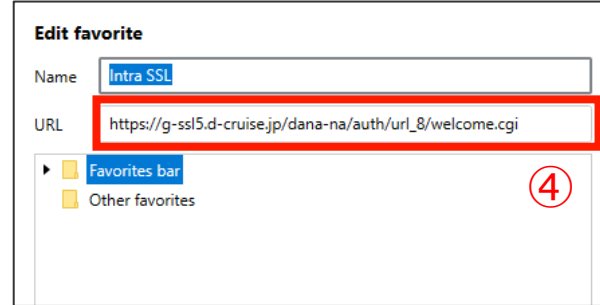 Edit favorite
Name Intra SSL
URL https://g-ssl5.d-cruise.jp/dana-na/auth/url_8/welcome.cgi
Favorites bar
Other favorites
④